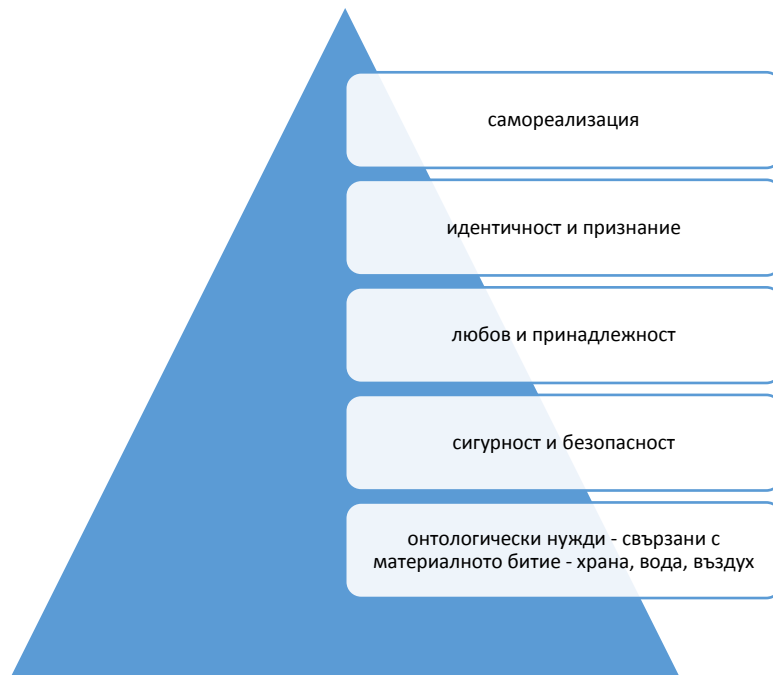 самореализация
идентичност и признание
любов и принадлежност
сигурност и безопасност
онтологически нужди - свързани с
материалното битие - храна, вода, въздух